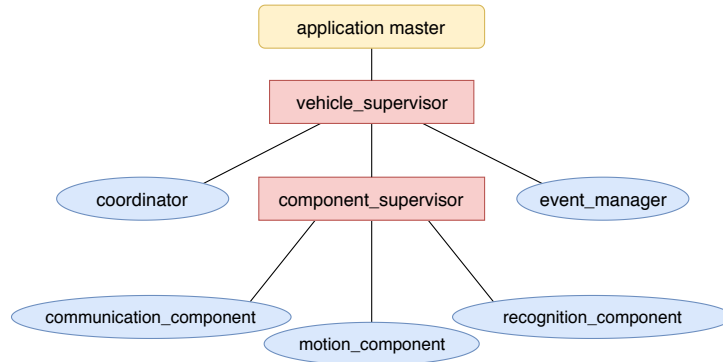 application master
vehicle_supervisor
coordinator
component_supervisor
event_manager
communication_component
motion_component
recognition_component